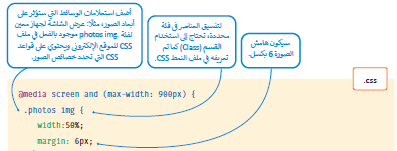 أضف استعلامات الوسائط التي ستؤثر على
أبعاد الصور، مثلًا: عرض الشاشة لجهاز معين
لفئة photos img. موجود بالفعل في ملف
CSS للموقع الإلكتروني ويحتوي على قواعد
CSS التي تحدد خصائص الصور.
لتنسيق العناصر في فئة
محددة، تحتاج إلى استخدام
القسم (Class) كما تم
تعريفه في ملف النمط CSS.
سيكون هامش
الصورة 6 بكسل.
.css
@media screen and (max-width: 900px) {
.photos img {
width:50%;
margin: 6px;